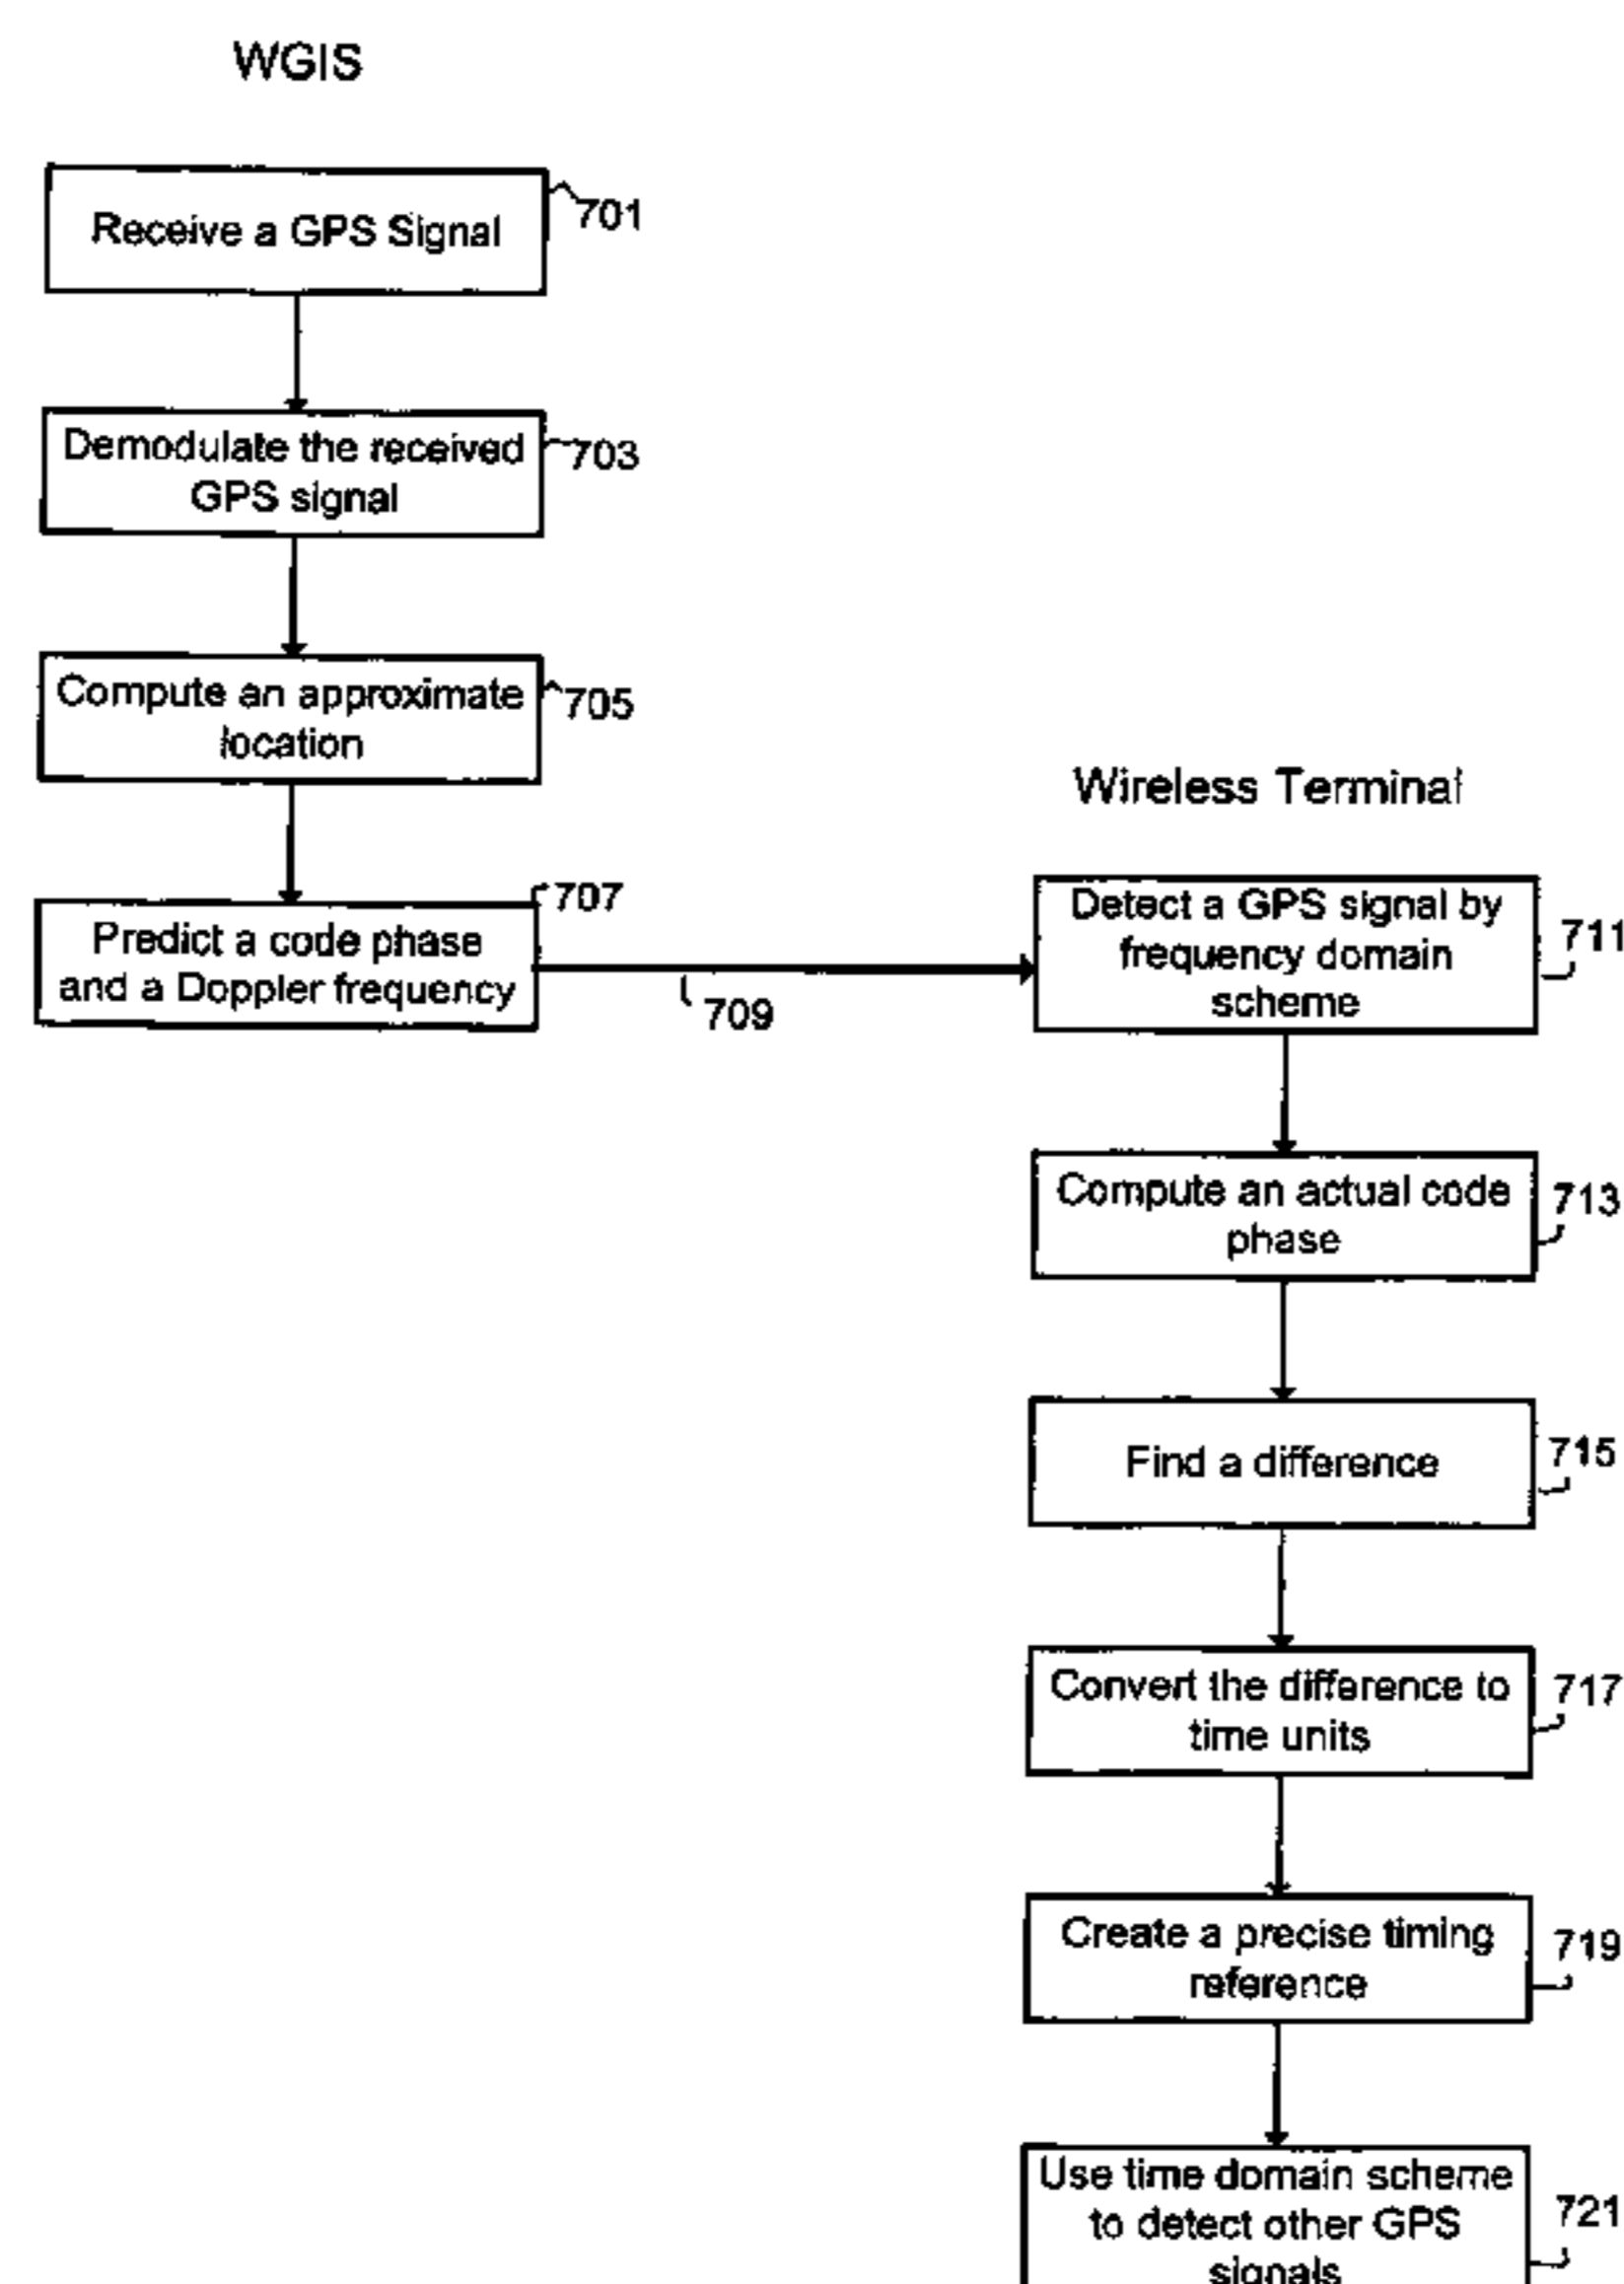 WGIS
Receive a GPS Signal
701
Demodulate the received
GPS signal
703
Compute an approximate
location
705
Predict a code phase
and a Doppler frequency
707
709
Wireless Terminal
Detect a GPS signal by
frequency domain
scheme
711
Compute an actual code
phase
713
Find a difference
715
Convert the difference to
time units
717
Create a precise timing
reference
719
Use time domain scheme
to detect other GPS
signals
721